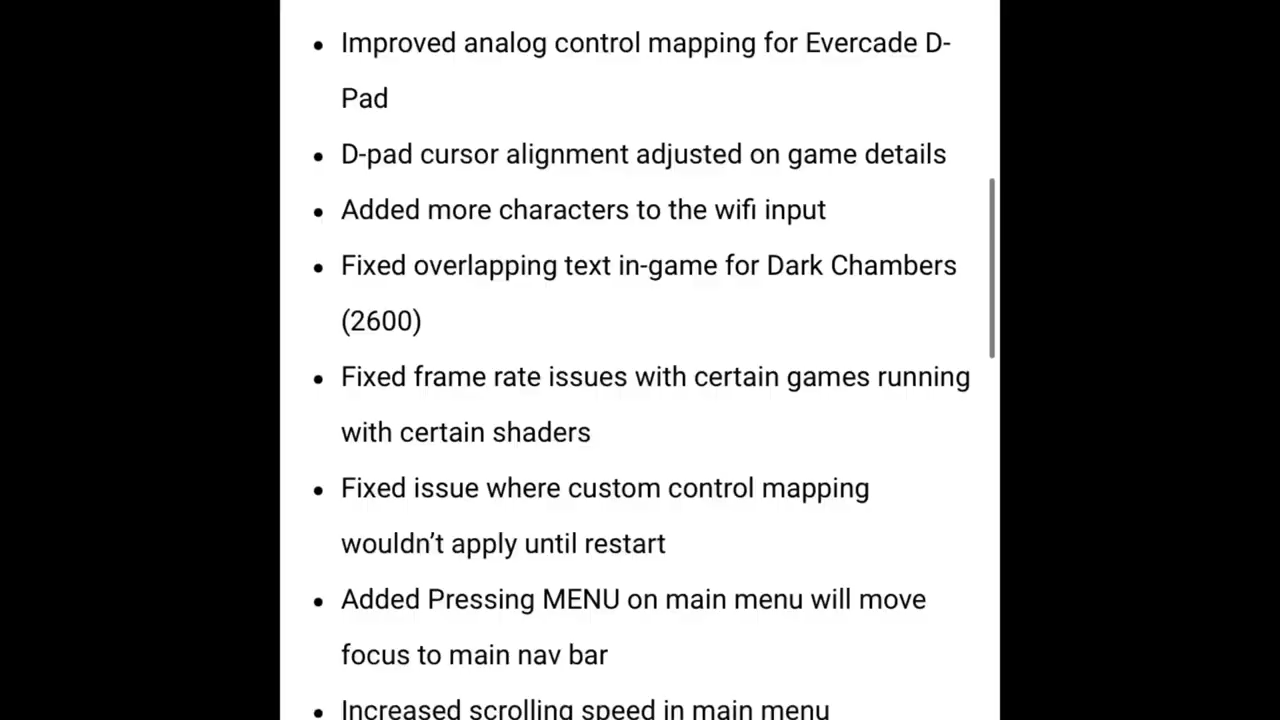 • Improved analog control mapping for Evercade D-
Pad
• D-pad cursor alignment adjusted on game details
• Added more characters to the wifi input
• Fixed overlapping text in-game for Dark Chambers
(2600)
• Fixed frame rate issues with certain games running
with certain shaders
• Fixed issue where custom control mapping
wouldn’t apply until restart
• Added Pressing MENU on main menu will move
focus to main nav bar
• Increased scrolling speed in main menu